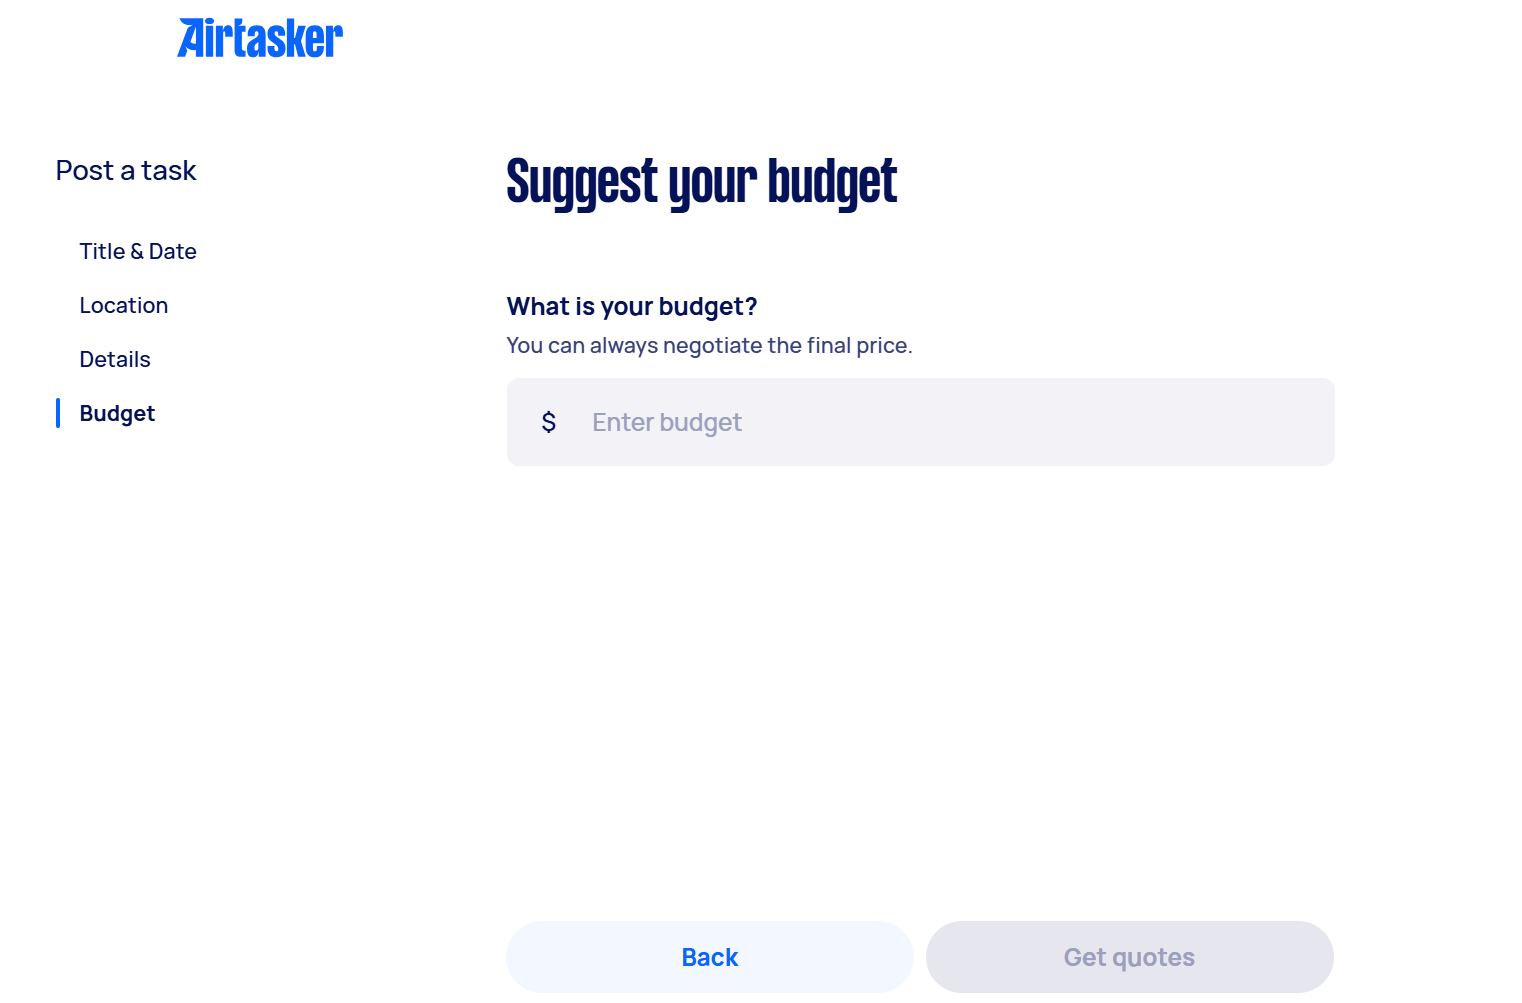 Airtasker
Post a task
Title & Date
Location
Details
Budget
Suggest your budget
What is your budget?
You can always negotiate the final price.
$ Enter budget
Back Get quotes